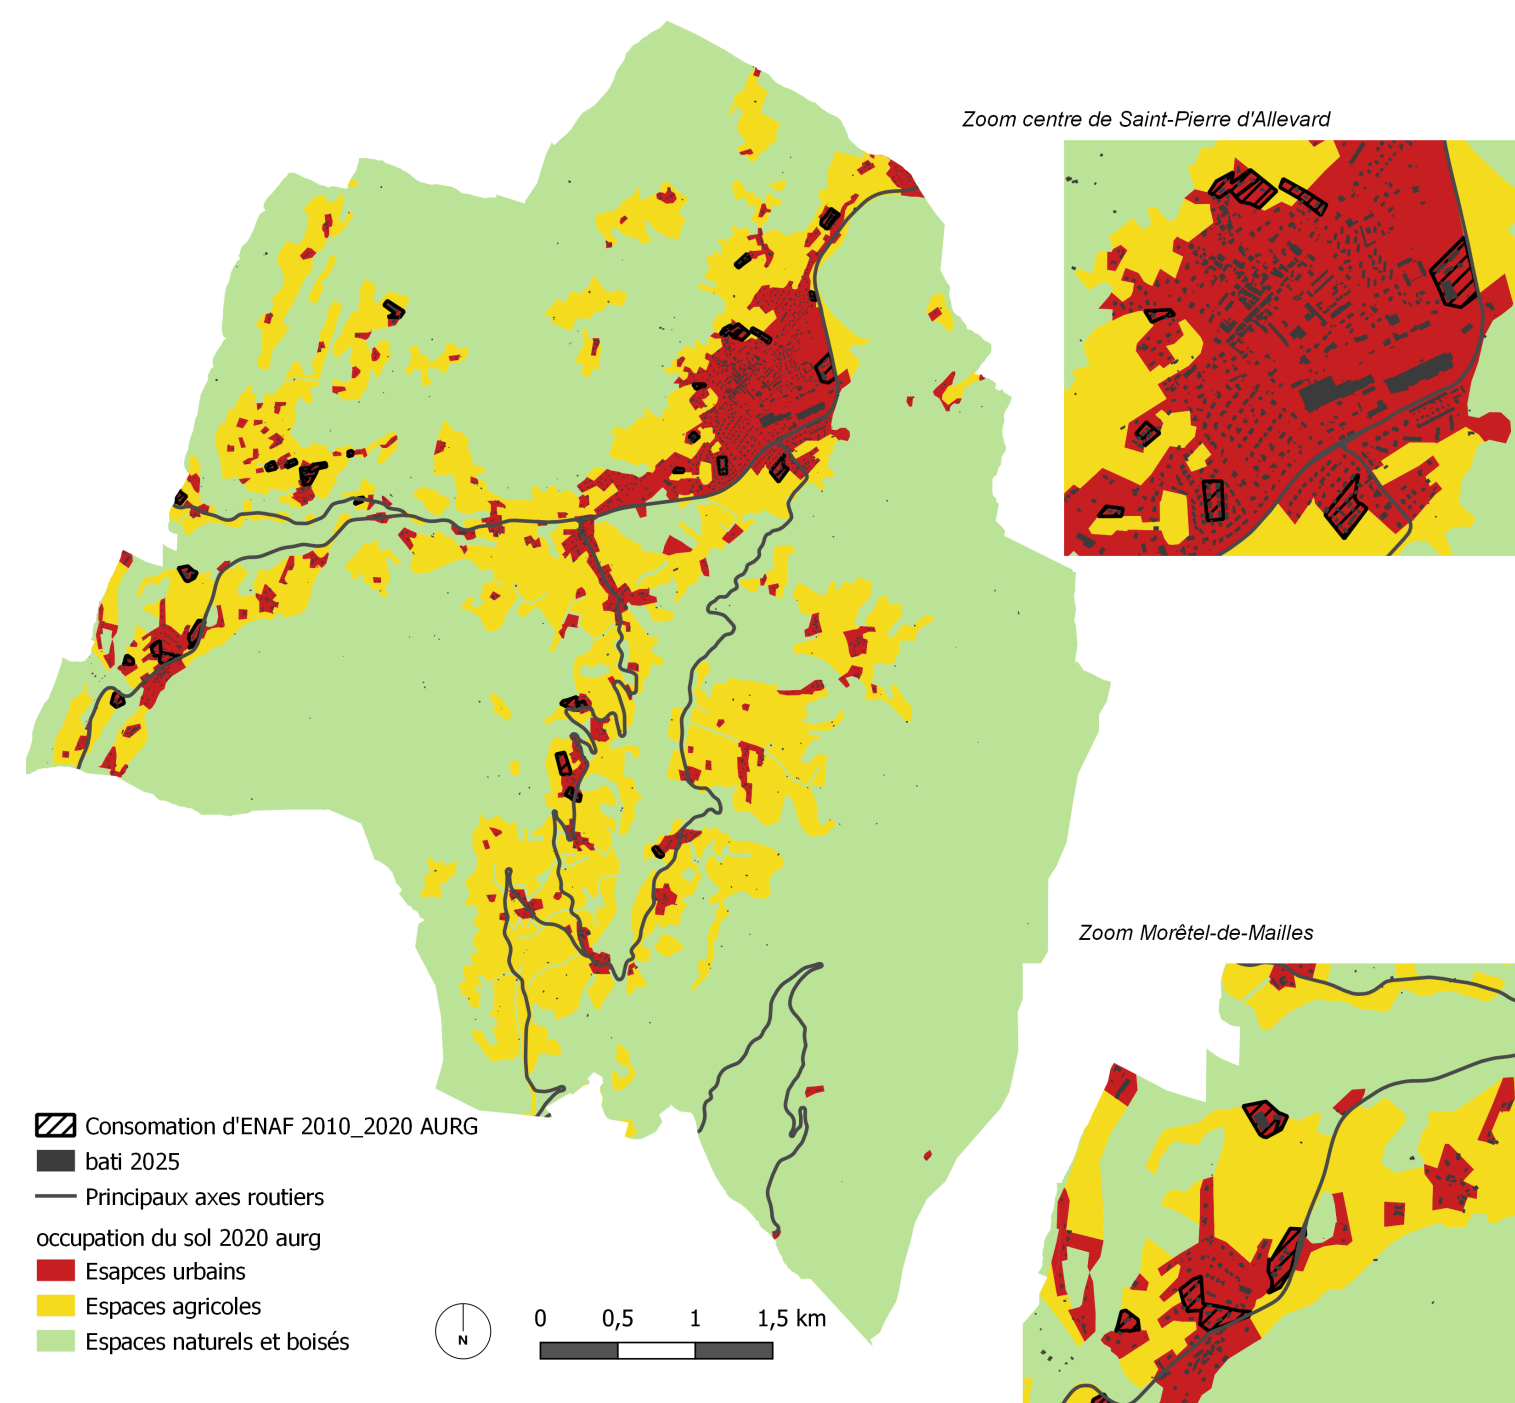 Zoom centre de Saint-Pierre d'Allevard
Zoom Morêtel-de-Mailles
Consomation d'ENAF 2010_2020 AURG
bati 2025
Principaux axes routiers
occupation du sol 2020 aurg
Esapces urbains
Espaces agricoles
Espaces naturels et boisés
N
0 0,5 1 1,5 km